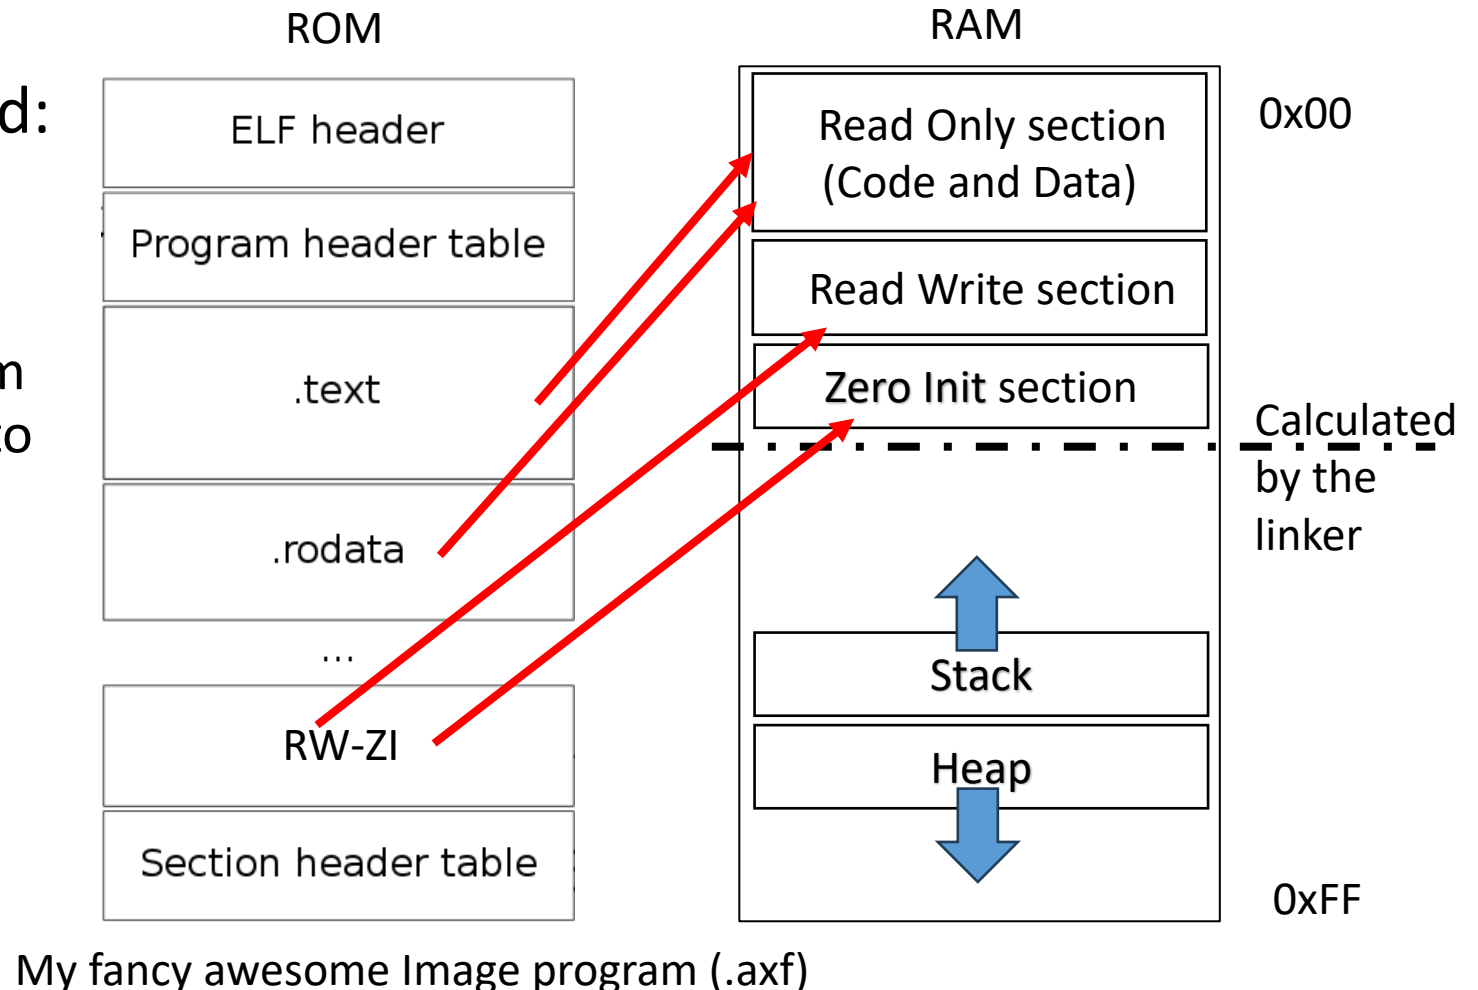 ROM
RAM
d:
ELF header
Program header table
.text
.rodata
...
RW-ZI
Section header table
m
to
Read Only section
(Code and Data)
Read Write section
Zero Init section
Stack
Heap
0x00
Calculated
by the
linker
0xFF
My fancy awesome Image program (.axf)